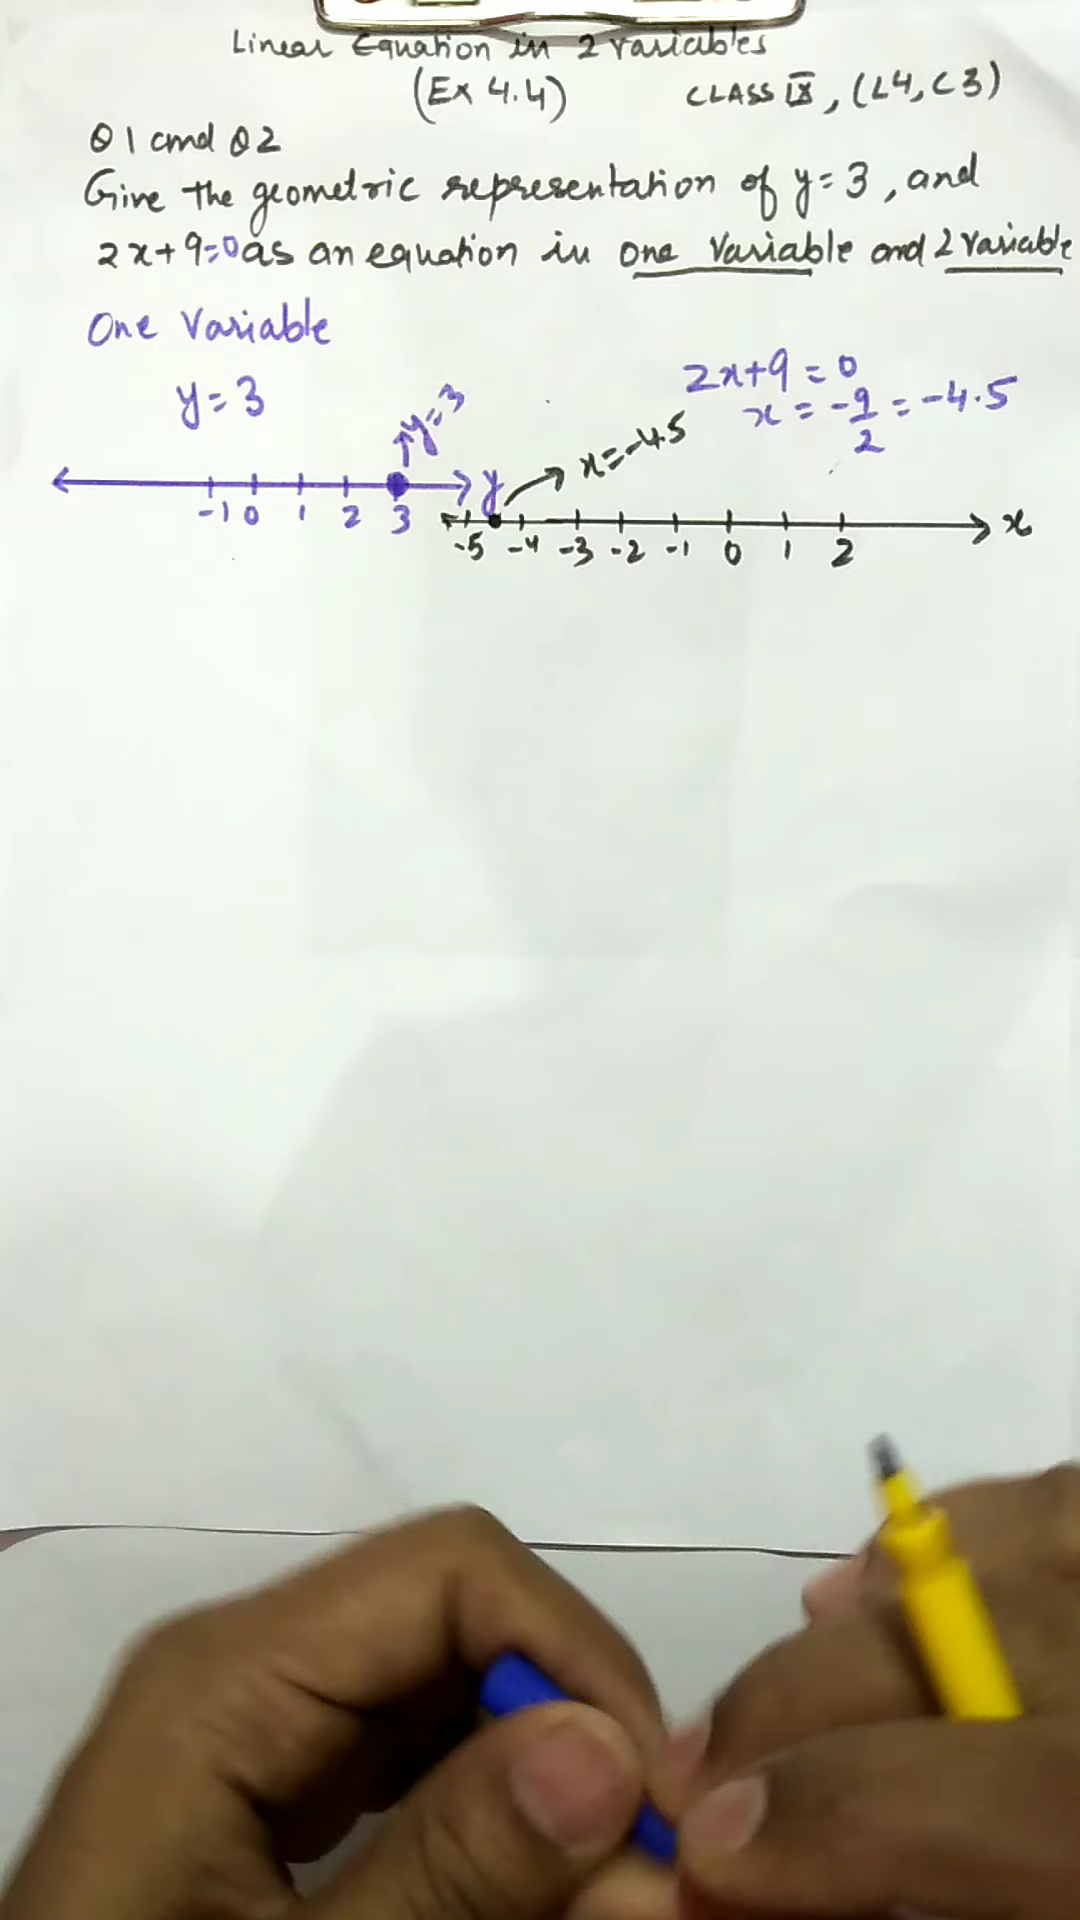 Linear Equation in 2 variables
(Ex 4.4) CLASS IX, (L4, C3)
Q1 and Q2
Give the geometric representation of y=3, and
2x+9=0 as an equation in one Variable and 2 Variable
One Variable
y=3
2x+9=0
x=-9/2=-4.5
y=3
x=-4.5
y
-1 0 1 2 3
x
-5 -4 -3 -2 -1 0 1 2